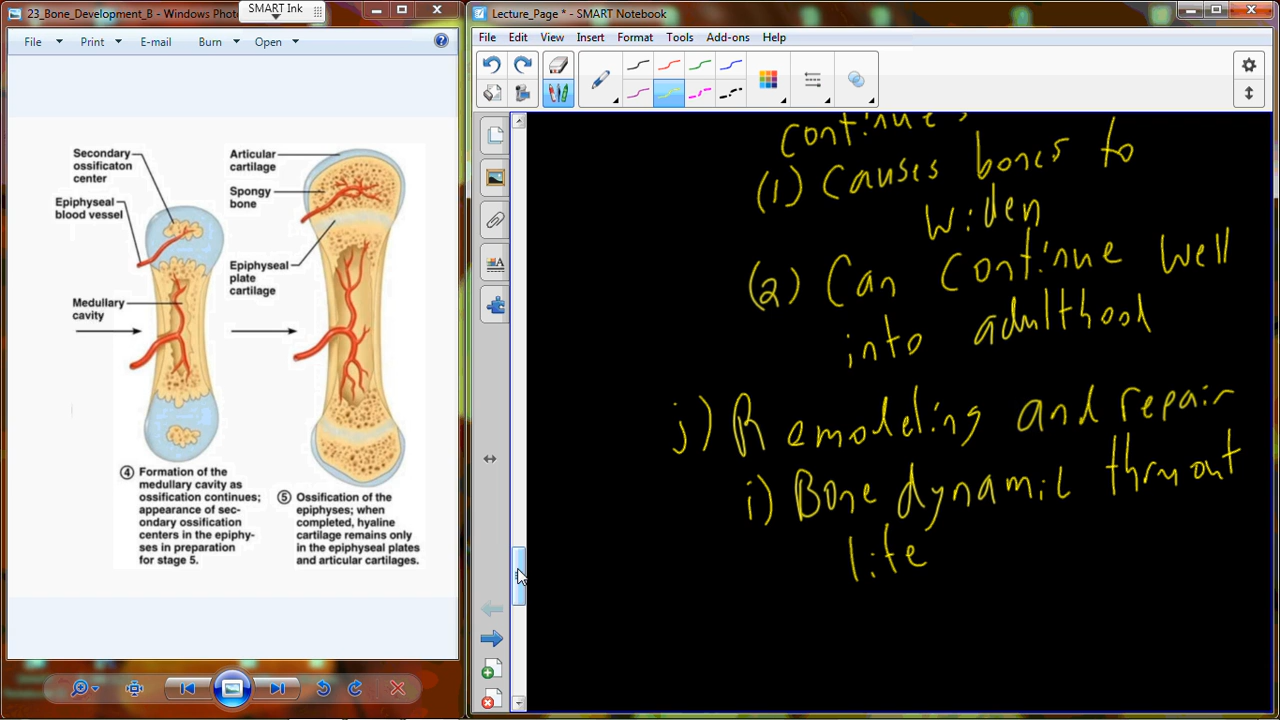 23_Bone_Development_B - Windows Phot
SMART Ink
File Print E-mail Burn Open
Secondary
ossificaton
center
Epiphyseal
blood vessel
Medullary
cavity
Articular
cartilage
Spongy
bone
Epiphyseal
plate
cartilage
4 Formation of the
medullary cavity as
ossification continues;
appearance of sec-
ondary ossification
centers in the epiphy-
ses in preparation
for stage 5.
5 Ossification of the
epiphyses; when
completed, hyaline
cartilage remains only
in the epiphyseal plates
and articular cartilages.
Lecture_Page * - SMART Notebook
File Edit View Insert Format Tools Add-ons Help
(1) Causes bones to
widen
(2) Can continue well
into adulthood
j) Remodeling and repair
i) Bone dynamic thruout
life